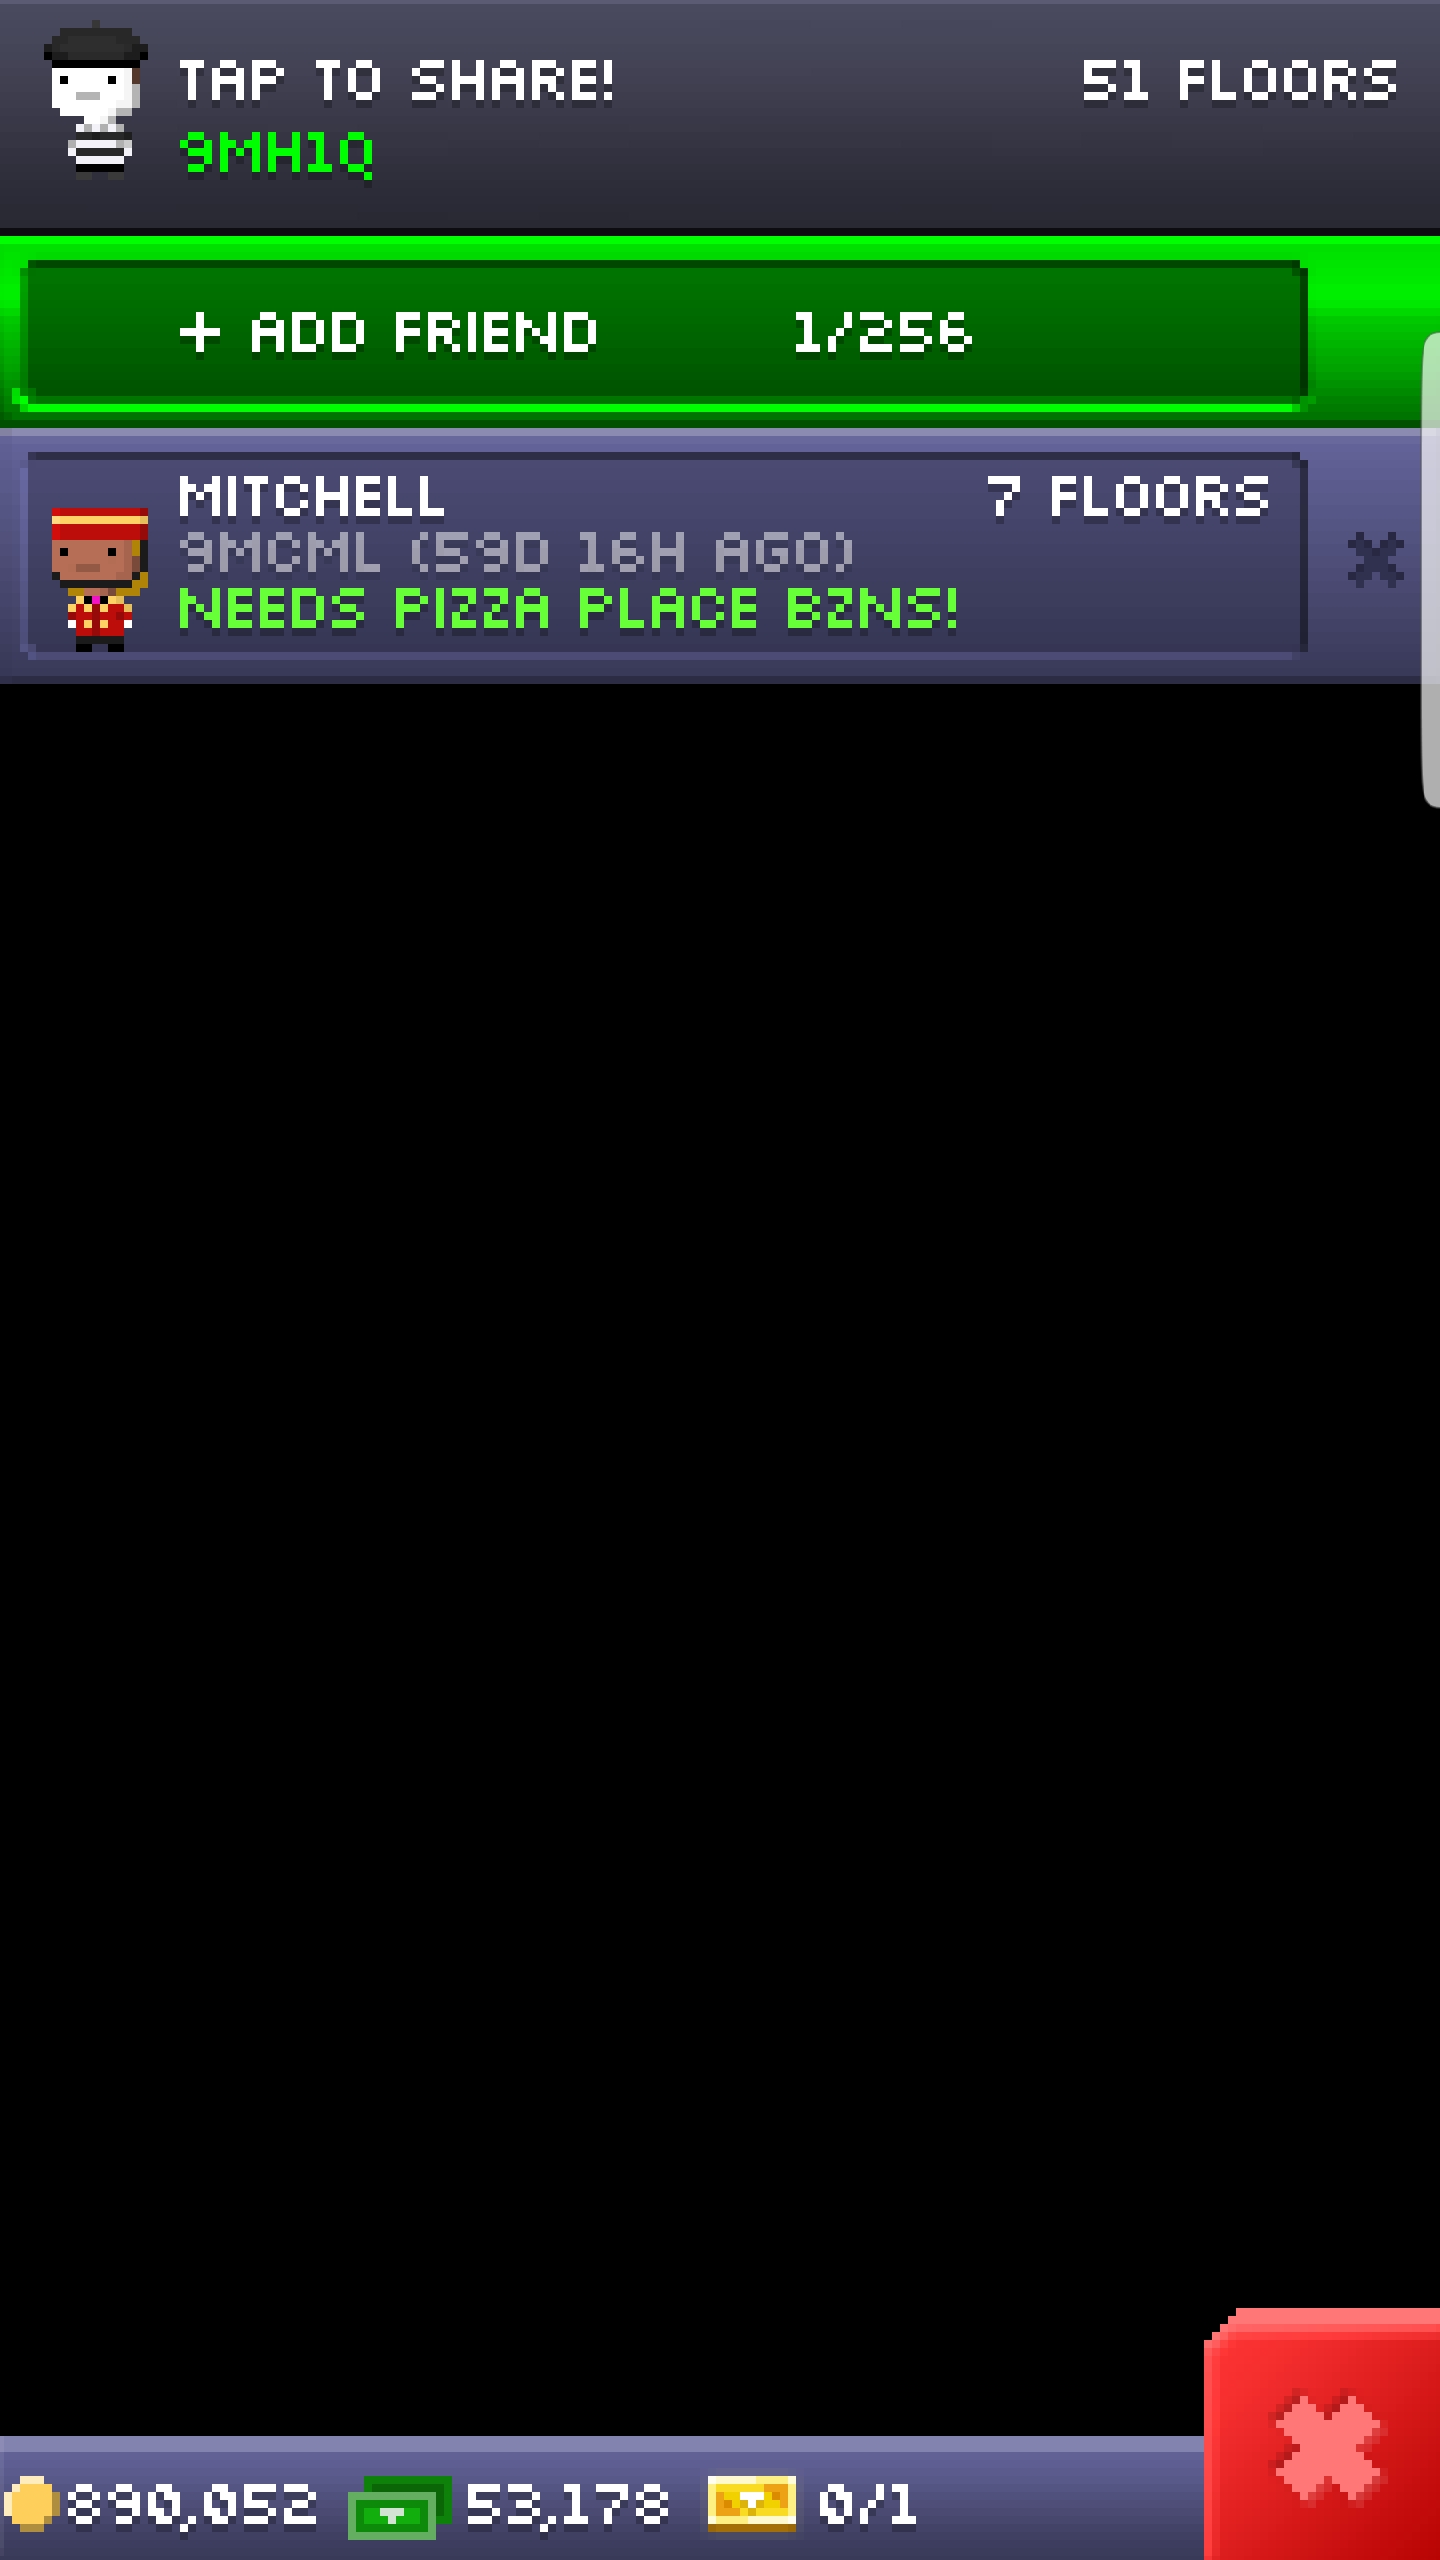 TAP TO SHARE!
51 FLOORS
9MH1Q
+ ADD FRIEND 1/256
MITCHELL
7 FLOORS
9MCML (59D 16H AGO)
NEEDS PIZZA PLACE BZNS!
890,052 53,178 0/1